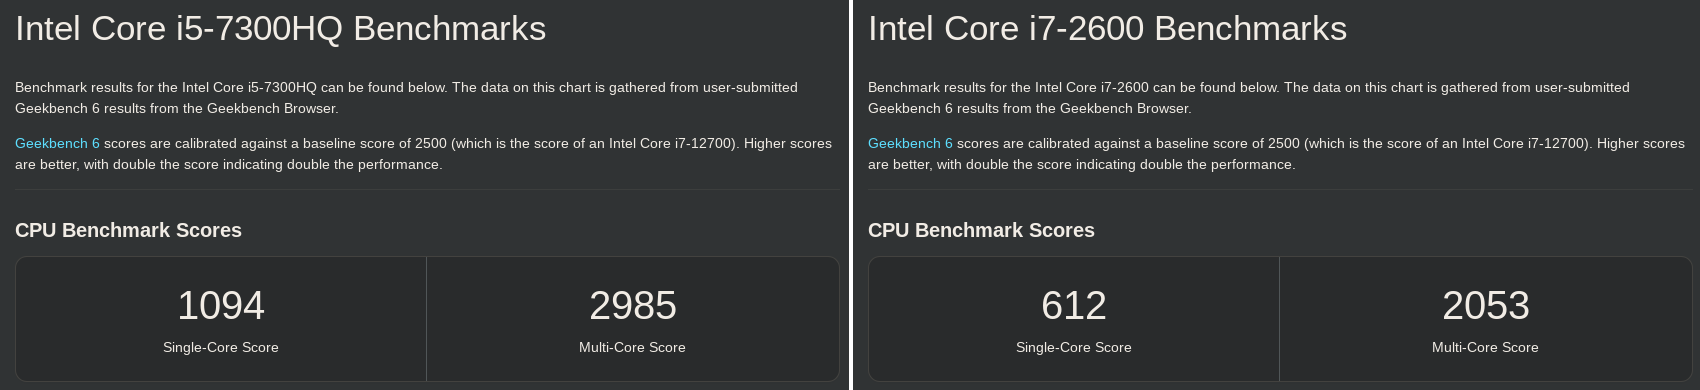 Intel Core i5-7300HQ Benchmarks
Benchmark results for the Intel Core i5-7300HQ can be found below. The data on this chart is gathered from user-submitted
Geekbench 6 results from the Geekbench Browser.
Geekbench 6 scores are calibrated against a baseline score of 2500 (which is the score of an Intel Core i7-12700). Higher scores
are better, with double the score indicating double the performance.
CPU Benchmark Scores
1094
Single-Core Score
2985
Multi-Core Score
Intel Core i7-2600 Benchmarks
Benchmark results for the Intel Core i7-2600 can be found below. The data on this chart is gathered from user-submitted
Geekbench 6 results from the Geekbench Browser.
Geekbench 6 scores are calibrated against a baseline score of 2500 (which is the score of an Intel Core i7-12700). Higher scores
are better, with double the score indicating double the performance.
CPU Benchmark Scores
612
Single-Core Score
2053
Multi-Core Score